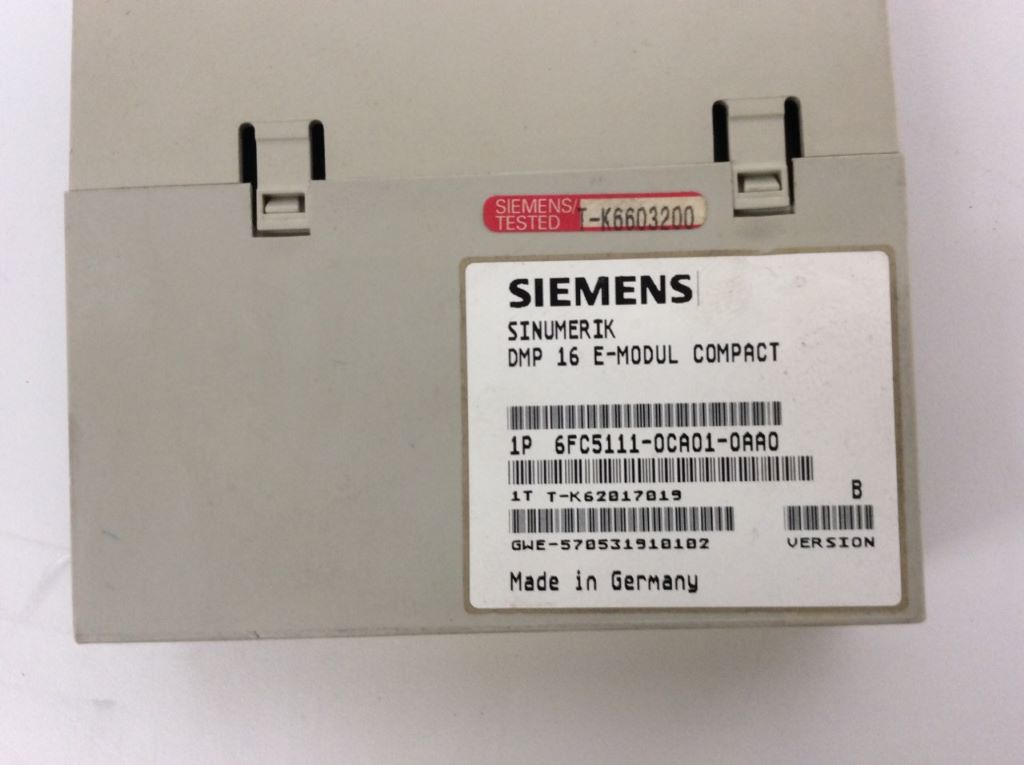 SIEMENS/
TESTED T-K6603200
SIEMENS
SINUMERIK
DMP 16 E-MODUL COMPACT
1P 6FC5111-0CA01-0AA0
1T T-K62017019
B
GWE-570531910102 VERSION
Made in Germany